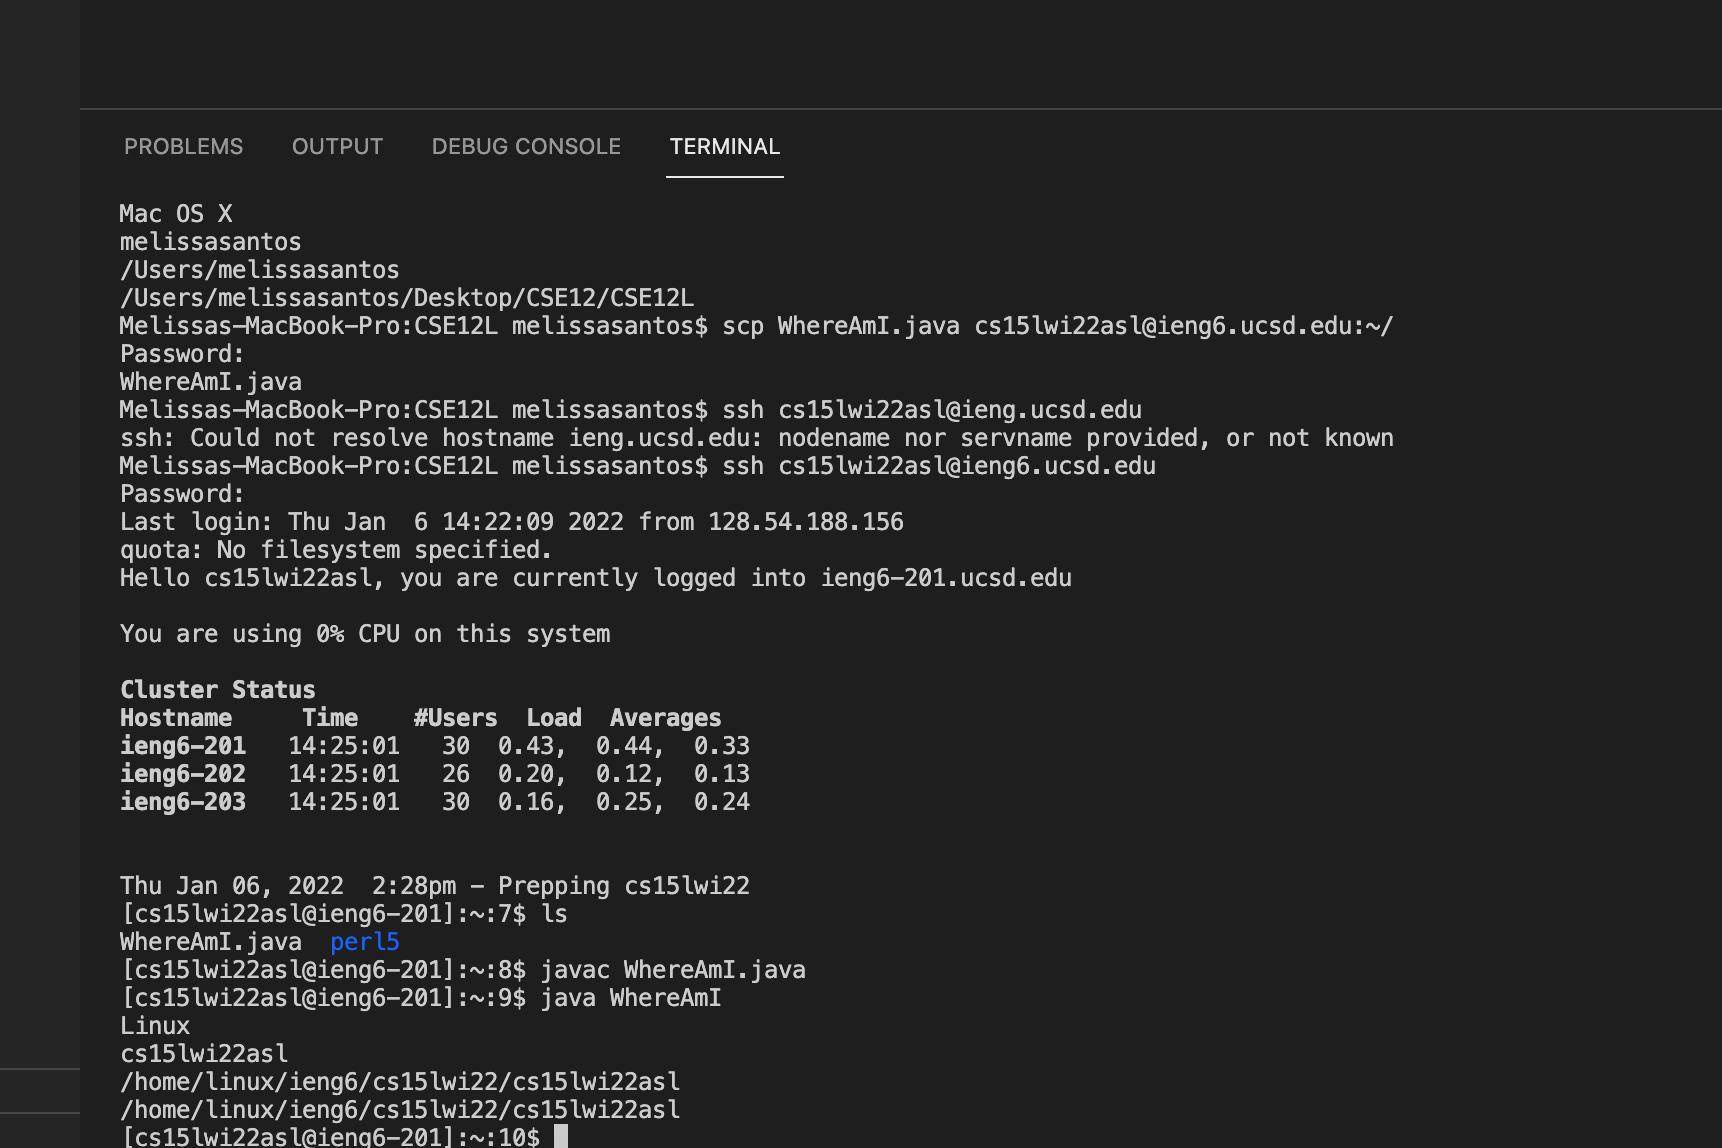 PROBLEMS OUTPUT DEBUG CONSOLE TERMINAL
Mac OS X
melissasantos
/Users/melissasantos
/Users/melissasantos/Desktop/CSE12/CSE12L
Melissas-MacBook-Pro:CSE12L melissasantos$ scp WhereAmI.java cs15lwi22asl@ieng6.ucsd.edu:~/
Password:
WhereAmI.java
Melissas-MacBook-Pro:CSE12L melissasantos$ ssh cs15lwi22asl@ieng.ucsd.edu
ssh: Could not resolve hostname ieng.ucsd.edu: nodename nor servname provided, or not known
Melissas-MacBook-Pro:CSE12L melissasantos$ ssh cs15lwi22asl@ieng6.ucsd.edu
Password:
Last login: Thu Jan  6 14:22:09 2022 from 128.54.188.156
quota: No filesystem specified.
Hello cs15lwi22asl, you are currently logged into ieng6-201.ucsd.edu
You are using 0% CPU on this system
Cluster Status
Hostname     Time    #Users  Load  Averages
ieng6-201   14:25:01   30  0.43,  0.44,  0.33
ieng6-202   14:25:01   26  0.20,  0.12,  0.13
ieng6-203   14:25:01   30  0.16,  0.25,  0.24
Thu Jan 06, 2022  2:28pm - Prepping cs15lwi22
[cs15lwi22asl@ieng6-201]:~:7$ ls
WhereAmI.java  perl5
[cs15lwi22asl@ieng6-201]:~:8$ javac WhereAmI.java
[cs15lwi22asl@ieng6-201]:~:9$ java WhereAmI
Linux
cs15lwi22asl
/home/linux/ieng6/cs15lwi22/cs15lwi22asl
/home/linux/ieng6/cs15lwi22/cs15lwi22asl
[cs15lwi22asl@ieng6-201]:~:10$